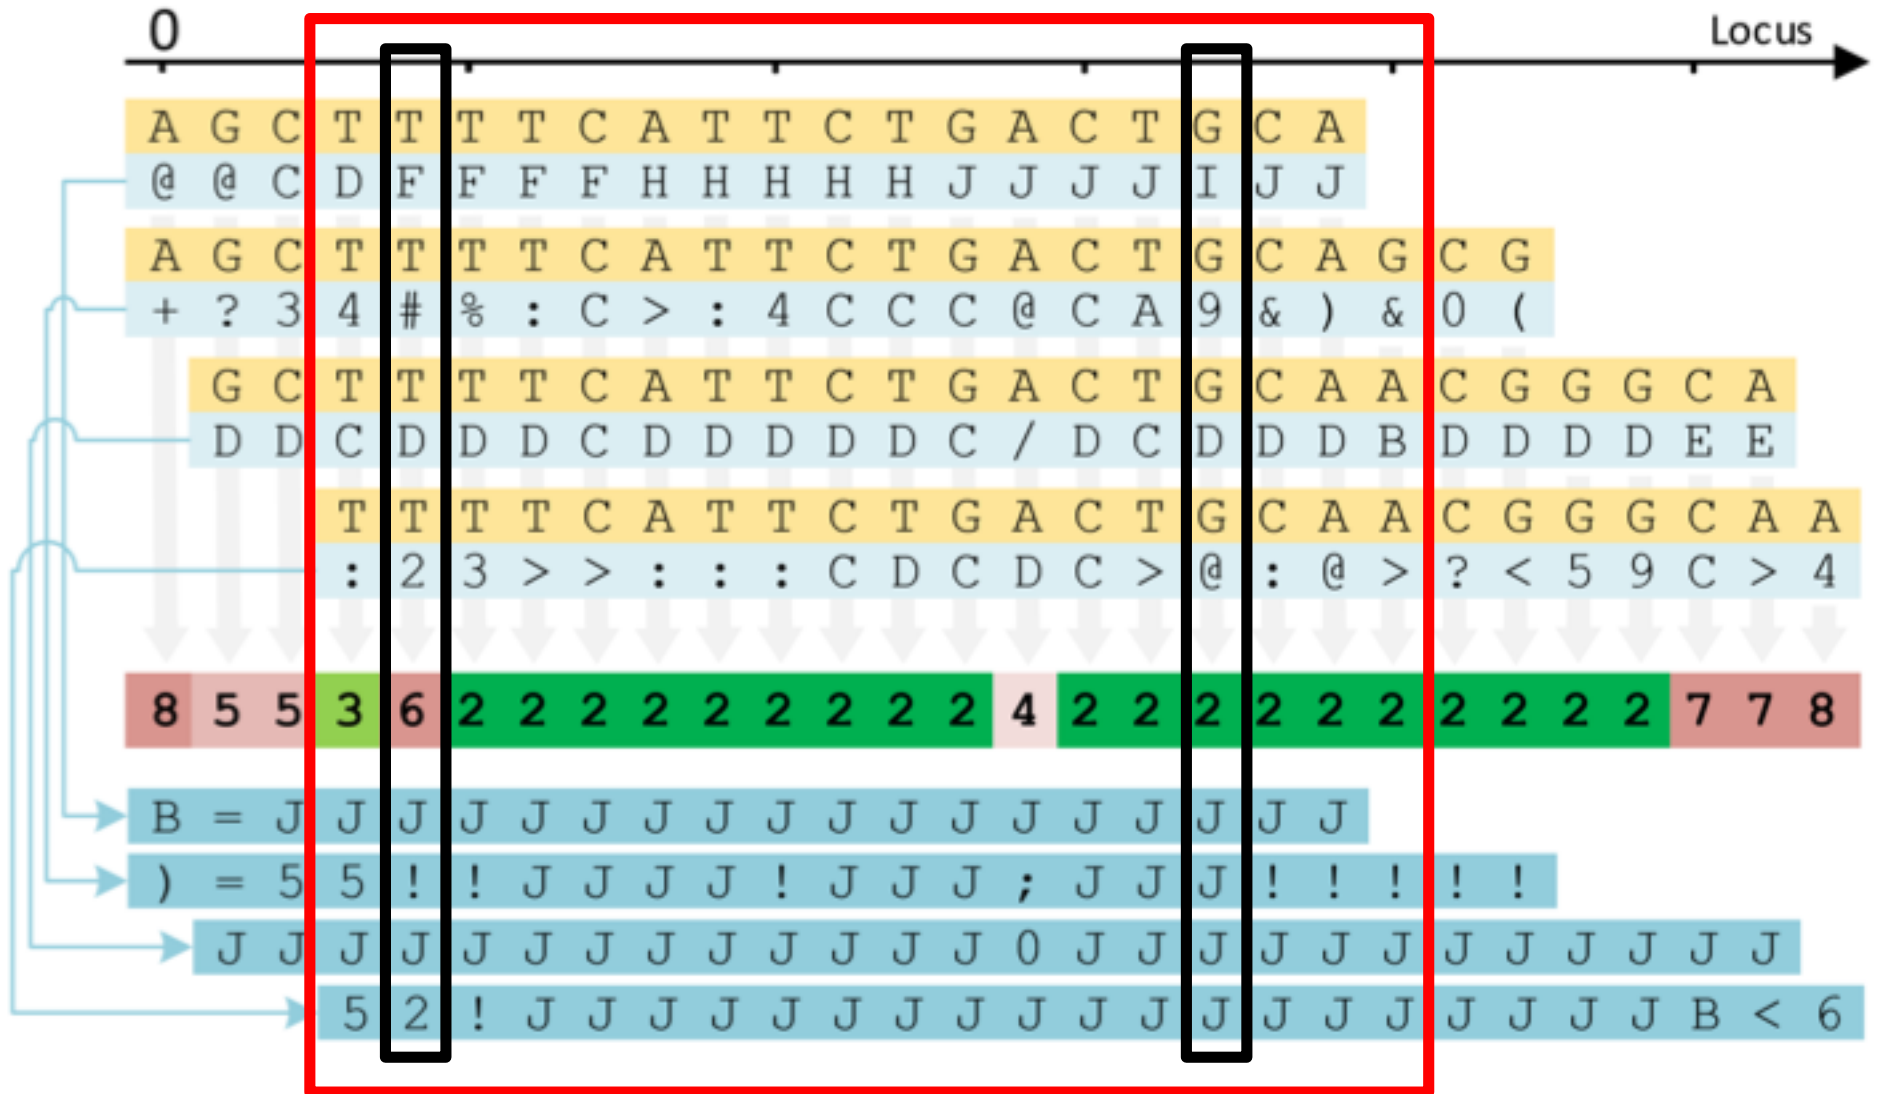 0 Locus
A G C T T T T C A T T C T G A C T G C A
@ @ C D F F F F H H H H H J J J J I J J
A G C T T T T C A T T C T G A C T G C A G C G
+ ? 3 4 # % : C > : 4 C C C @ C A 9 & ) & 0 (
G C T T T T C A T T C T G A C T G C A A C G G G C A
D D C D D D C D D D D D C / D C D D D B D D D D E E
T T T T C A T T C T G A C T G C A A C G G G C A A
: 2 3 > > : : : C D C D C > @ : @ > ? < 5 9 C > 4
8 5 5 3 6 2 2 2 2 2 2 2 2 2 4 2 2 2 2 2 2 2 2 2 2 7 7 8
B = J J J J J J J J J J J J J J J J J J
) = 5 5 ! ! J J J J ! J J J ; J J J ! ! ! ! !
J J J J J J J J J J J J J 0 J J J J J J J J J J J J
5 2 ! J J J J J J J J J J J J J J J J J J J B < 6